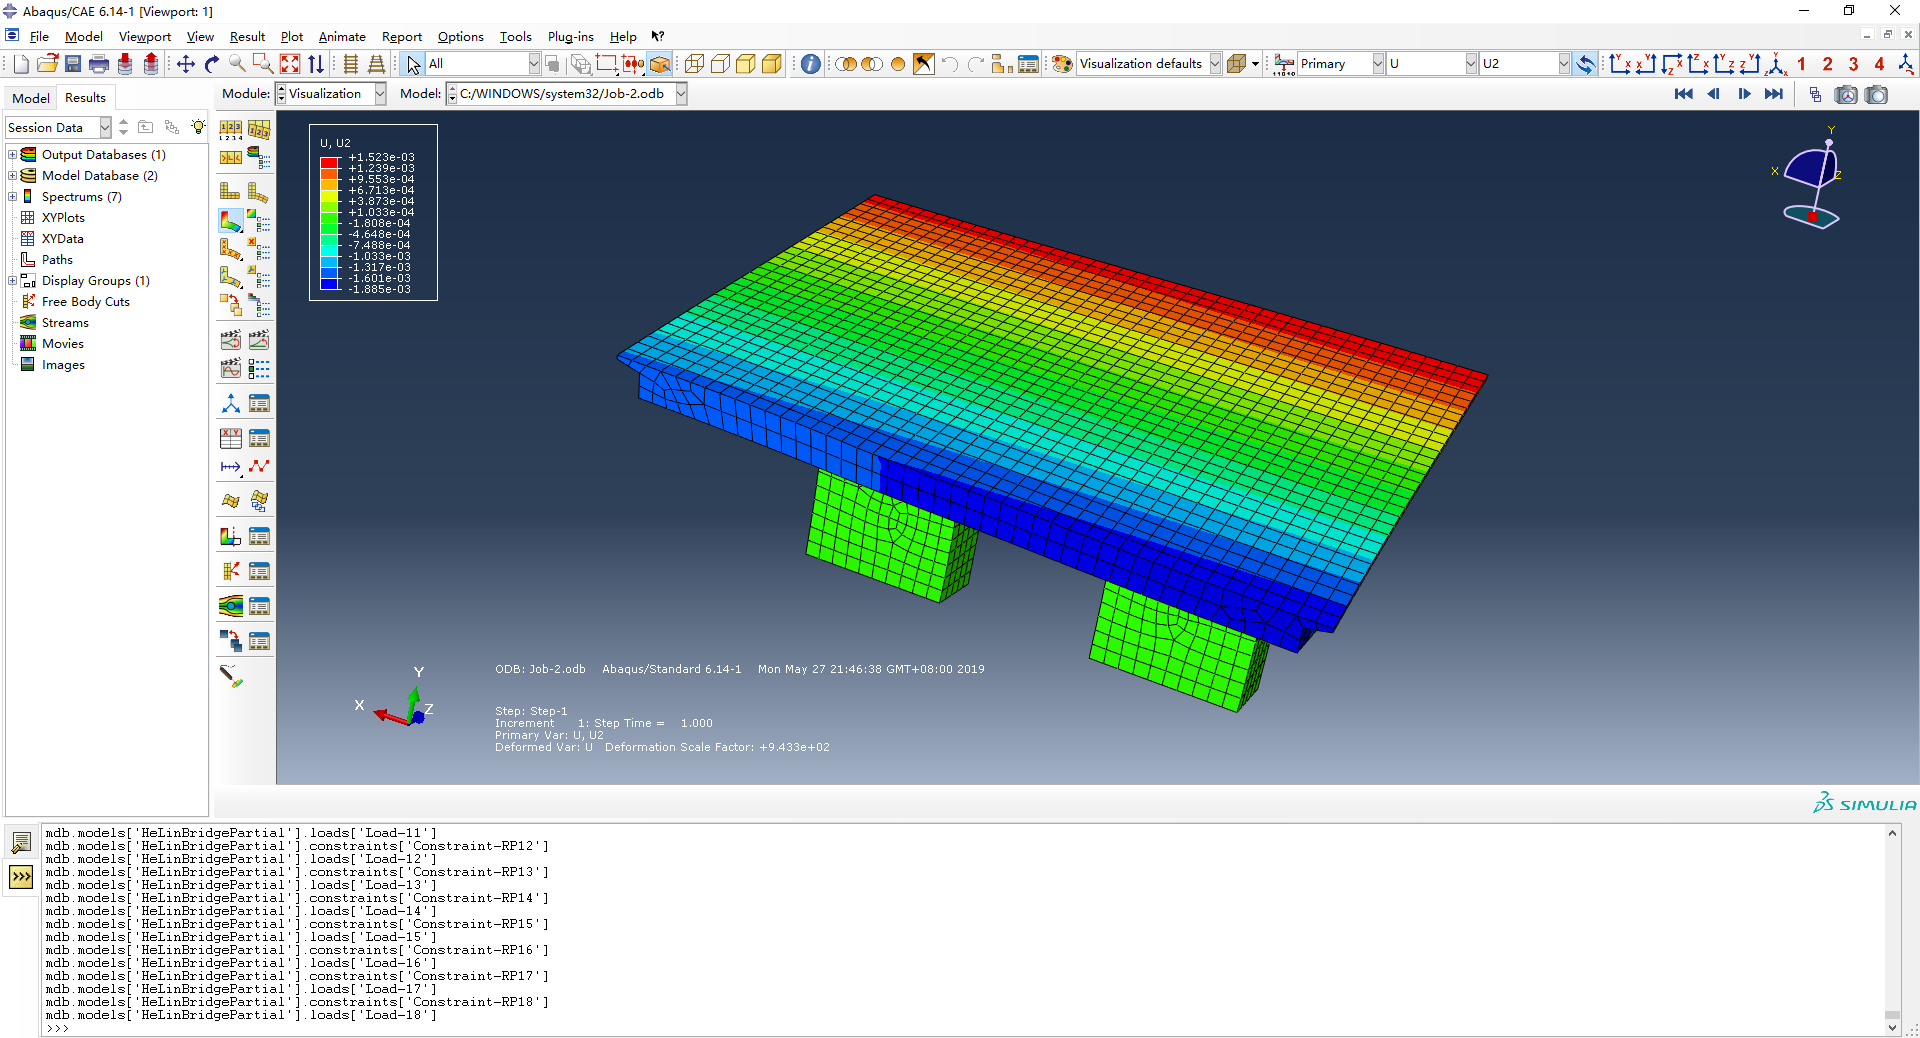 Abaqus/CAE 6.14-1 [Viewport: 1]
File Model Viewport View Result Plot Animate Report Options Tools Plug-ins Help
All
Visualization defaults
Primary
U
U2
1 2 3 4
Model Results
Module: Visualization Model: C:/WINDOWS/system32/Job-2.odb
Session Data
Output Databases (1)
Model Database (2)
Spectrums (7)
XYPlots
XYData
Paths
Display Groups (1)
Free Body Cuts
Streams
Movies
Images
U, U2
+1.523e-03
+1.239e-03
+9.553e-04
+6.713e-04
+3.873e-04
+1.033e-04
-1.808e-04
-4.648e-04
-7.488e-04
-1.033e-03
-1.317e-03
-1.601e-03
-1.885e-03
Y
X
Z
Y
X
Z
ODB: Job-2.odb Abaqus/Standard 6.14-1 Mon May 27 21:46:38 GMT+08:00 2019
Step: Step-1
Increment 1: Step Time = 1.000
Primary Var: U, U2
Deformed Var: U Deformation Scale Factor: +9.433e+02
SIMULIA
mdb.models['HeLinBridgePartial'].loads['Load-11']
mdb.models['HeLinBridgePartial'].constraints['Constraint-RP12']
mdb.models['HeLinBridgePartial'].loads['Load-12']
mdb.models['HeLinBridgePartial'].constraints['Constraint-RP13']
mdb.models['HeLinBridgePartial'].loads['Load-13']
mdb.models['HeLinBridgePartial'].constraints['Constraint-RP14']
mdb.models['HeLinBridgePartial'].loads['Load-14']
mdb.models['HeLinBridgePartial'].constraints['Constraint-RP15']
mdb.models['HeLinBridgePartial'].loads['Load-15']
mdb.models['HeLinBridgePartial'].constraints['Constraint-RP16']
mdb.models['HeLinBridgePartial'].loads['Load-16']
mdb.models['HeLinBridgePartial'].constraints['Constraint-RP17']
mdb.models['HeLinBridgePartial'].loads['Load-17']
mdb.models['HeLinBridgePartial'].constraints['Constraint-RP18']
mdb.models['HeLinBridgePartial'].loads['Load-18']
>>>